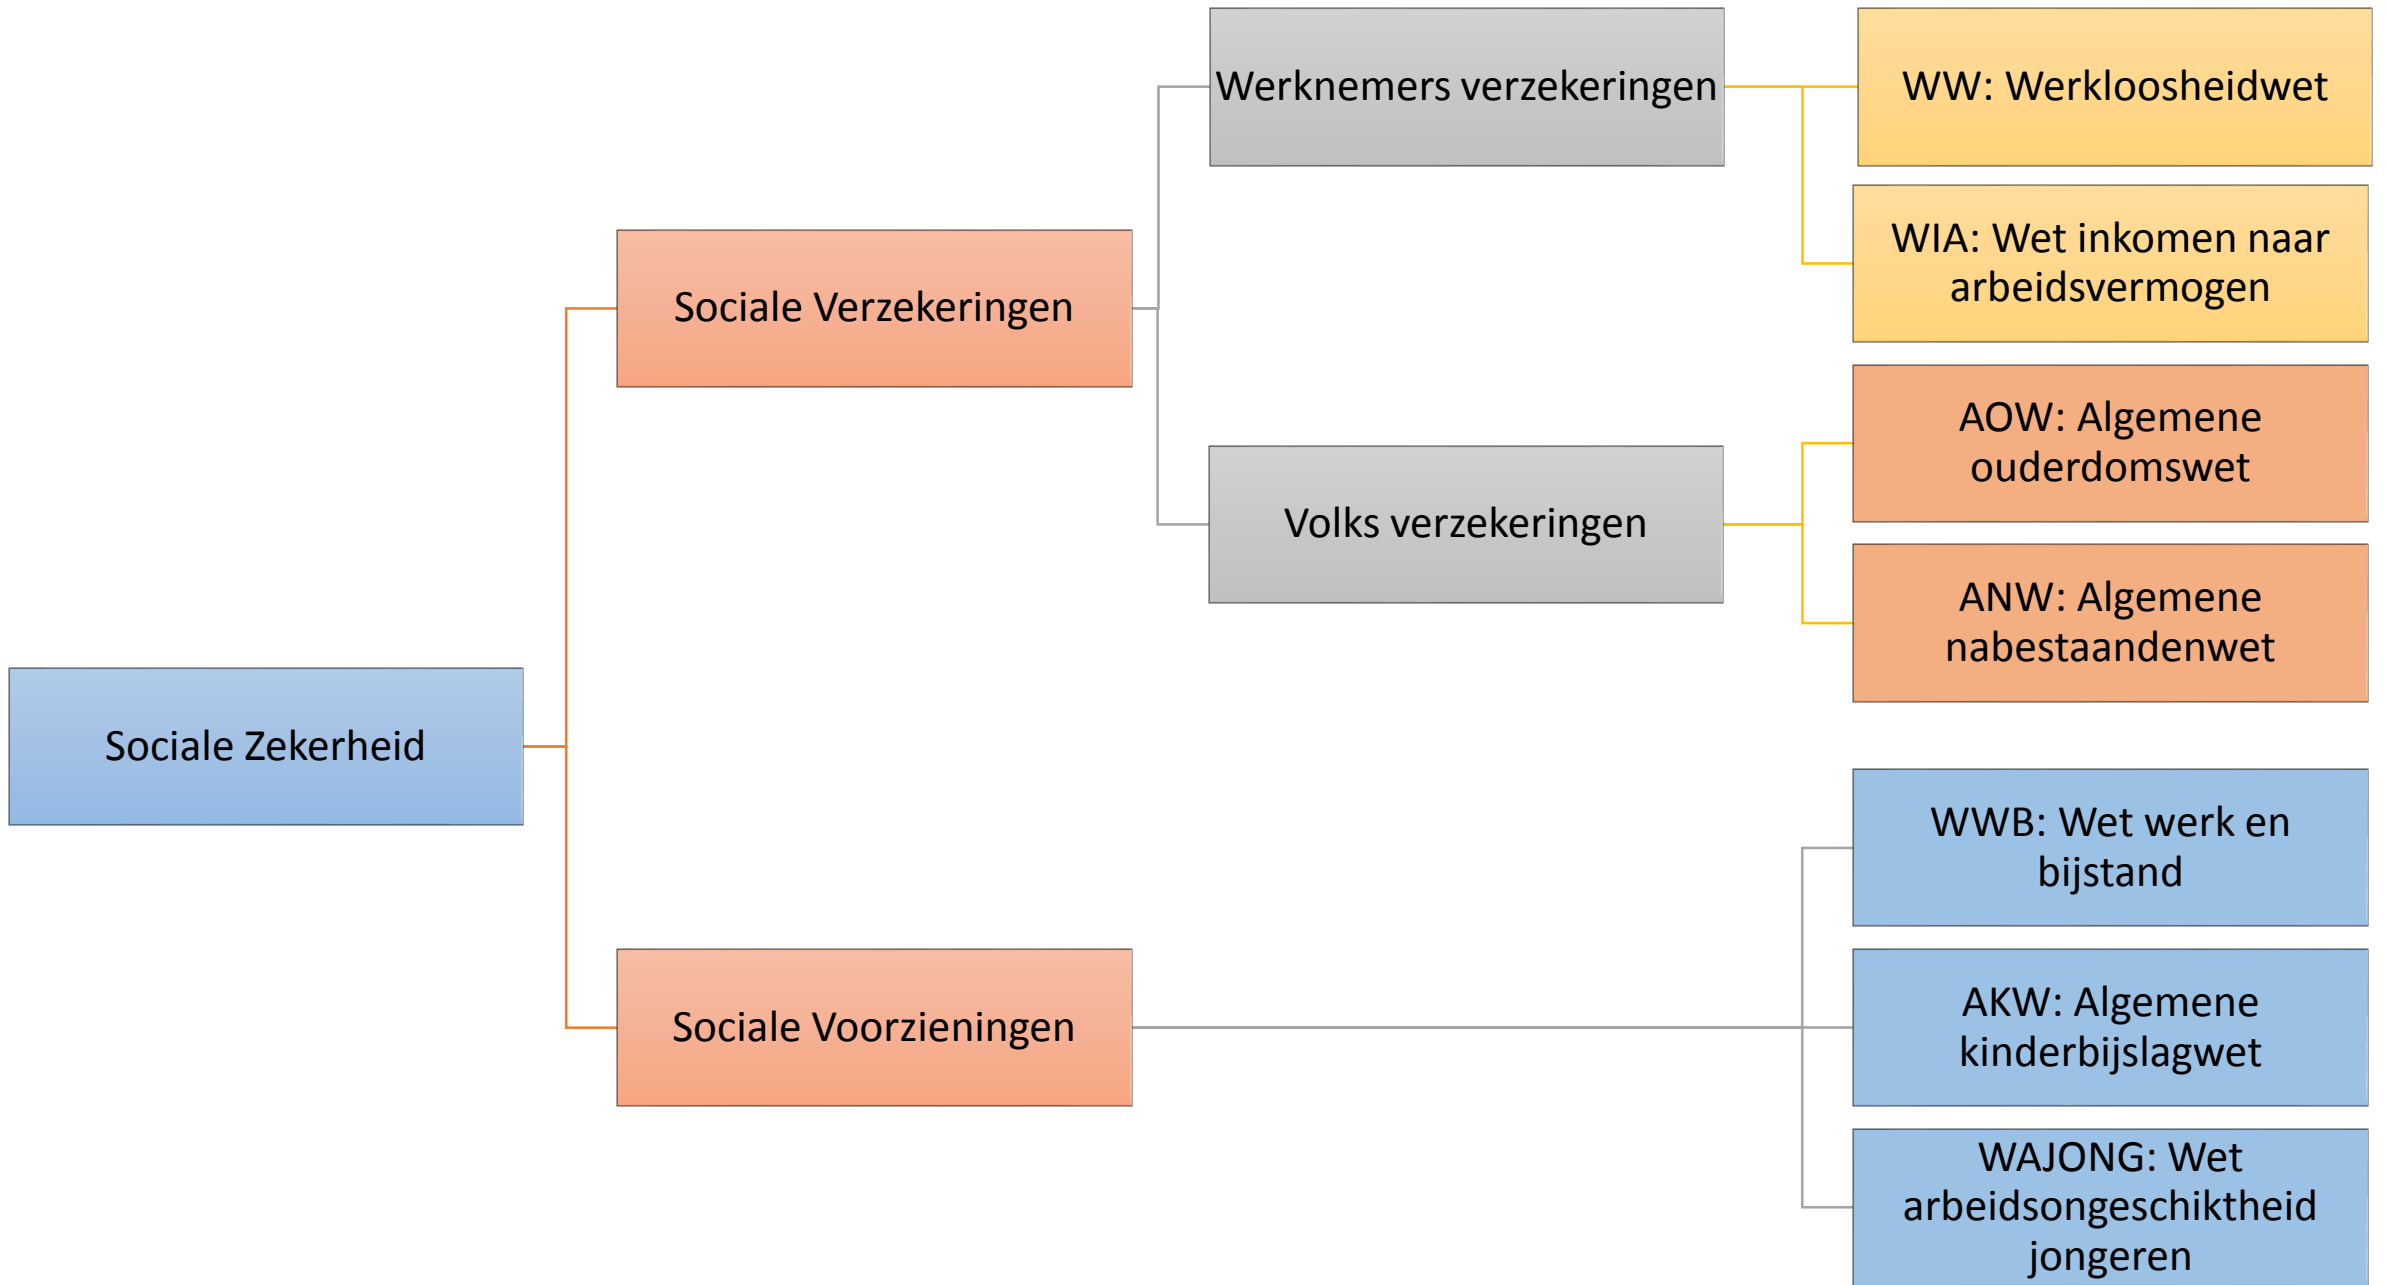 Werknemers verzekeringen
WW: Werkloosheidwet
WIA: Wet inkomen naar
arbeidsvermogen
Sociale Verzekeringen
AOW: Algemene
ouderdomswet
Volks verzekeringen
ANW: Algemene
nabestaandenwet
Sociale Zekerheid
WWB: Wet werk en
bijstand
Sociale Voorzieningen
AKW: Algemene
kinderbijslagwet
WAJONG: Wet
arbeidsongeschiktheid
jongeren